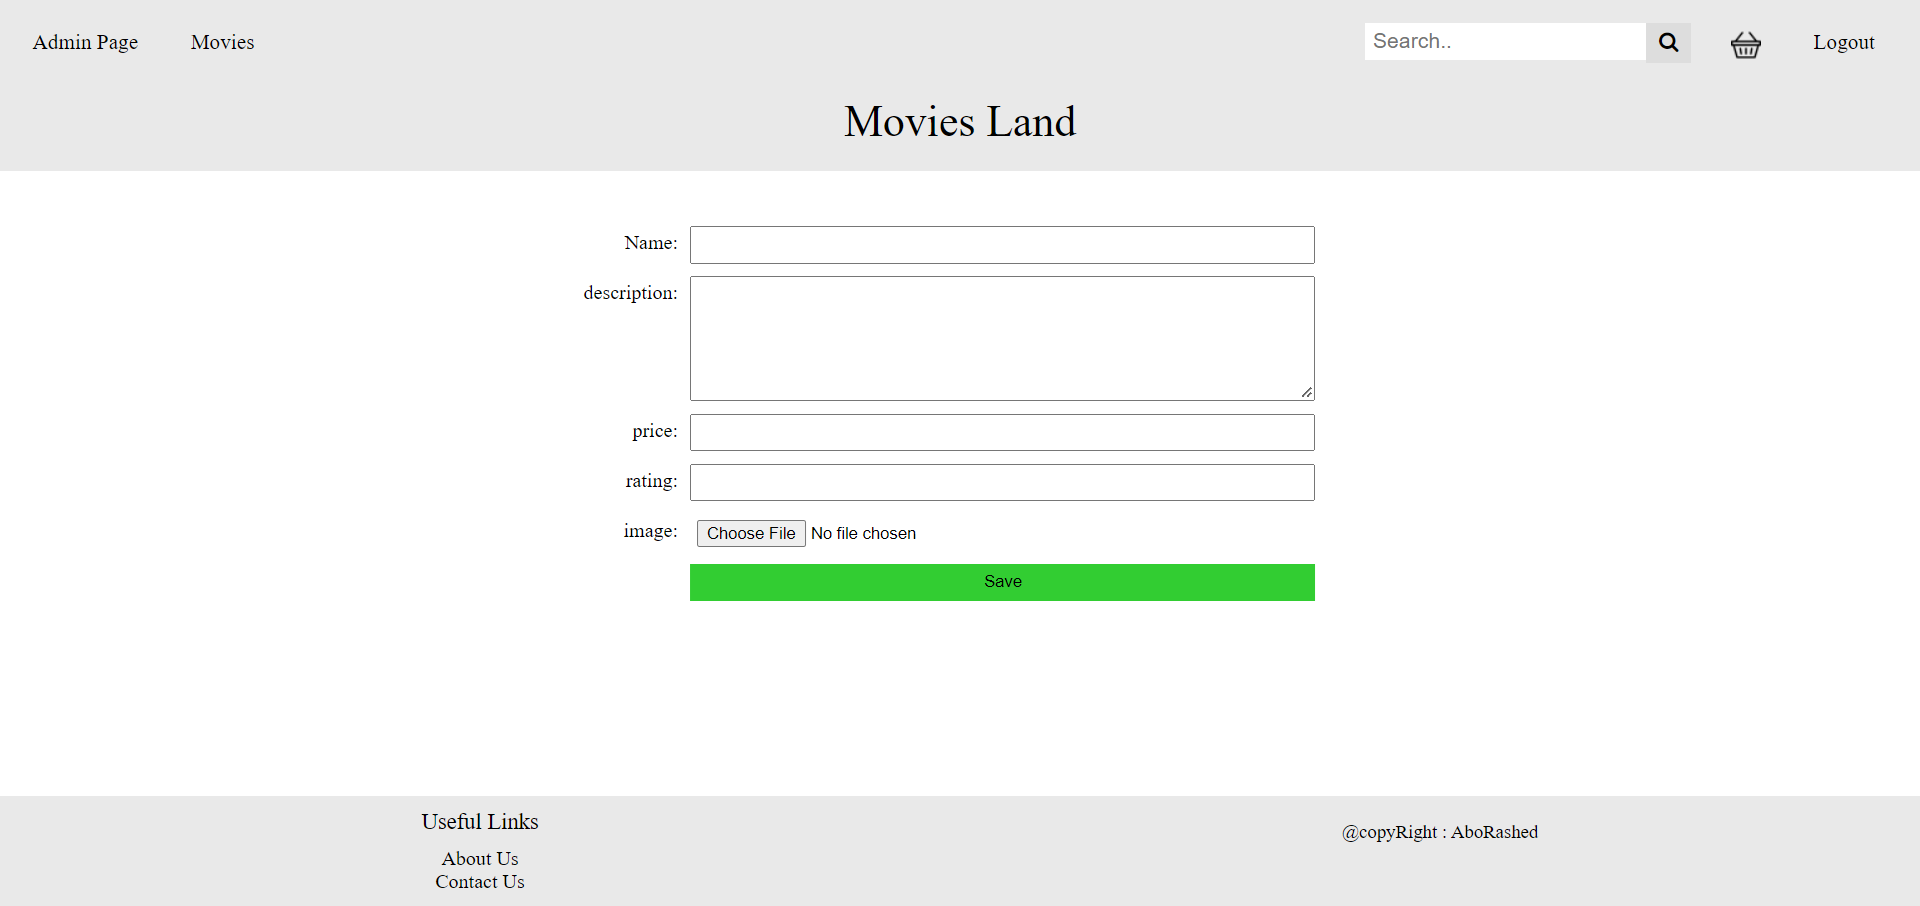 Admin Page
Movies
Search..
Logout
Movies Land
Name:
description:
price:
rating:
image:
Choose File No file chosen
Save
Useful Links
About Us
Contact Us
@copyRight : AboRashed